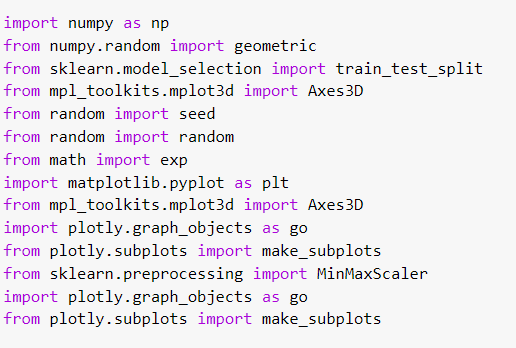 import numpy as np
from numpy.random import geometric
from sklearn.model_selection import train_test_split
from mpl_toolkits.mplot3d import Axes3D
from random import seed
from random import random
from math import exp
import matplotlib.pyplot as plt
from mpl_toolkits.mplot3d import Axes3D
import plotly.graph_objects as go
from plotly.subplots import make_subplots
from sklearn.preprocessing import MinMaxScaler
import plotly.graph_objects as go
from plotly.subplots import make_subplots